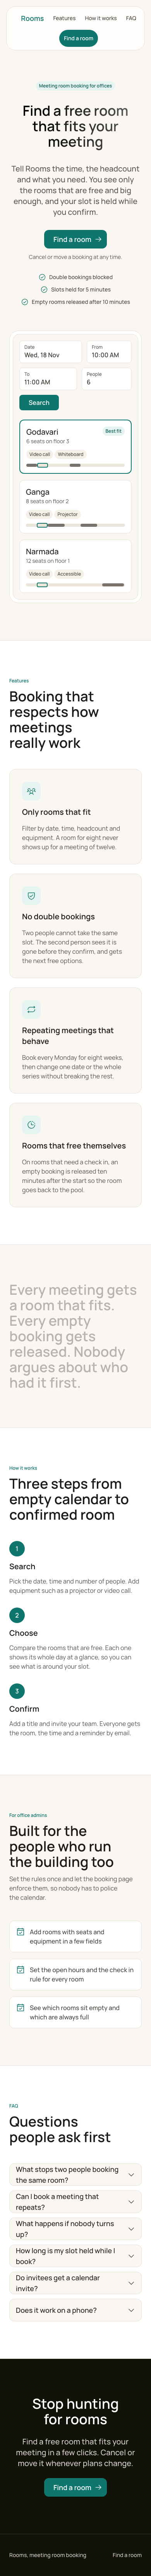 Rooms Features How it works FAQ
Find a room
Meeting room booking for offices
Find a free room
that fits your
meeting
Tell Rooms the time, the headcount
and what you need. You see only
the rooms that are free and big
enough, and your slot is held while
you confirm.
Find a room
Cancel or move a booking at any time.
Double bookings blocked
Slots held for 5 minutes
Empty rooms released after 10 minutes
Date From
Wed, 18 Nov 10:00 AM
To People
11:00 AM 6
Search
Godavari Best fit
6 seats on floor 3
Video call Whiteboard
Ganga
8 seats on floor 2
Video call Projector
Narmada
12 seats on floor 1
Video call Accessible
Features
Booking that
respects how
meetings
really work
Only rooms that fit
Filter by date, time, headcount and
equipment. A room for eight never
shows up for a meeting of twelve.
No double bookings
Two people cannot take the same
slot. The second person sees it is
gone before they confirm, and gets
the next free options.
Repeating meetings that
behave
Book every Monday for eight weeks,
then change one date or the whole
series without breaking the rest.
Rooms that free themselves
On rooms that need a check in, an
empty booking is released ten
minutes after the start so the room
goes back to the pool.
Every meeting gets
a room that fits.
Every empty
booking gets
released. Nobody
argues about who
had it first.
How it works
Three steps from
empty calendar to
confirmed room
1
Search
Pick the date, time and number of people. Add
equipment such as a projector or video call.
2
Choose
Compare the rooms that are free. Each one
shows its whole day at a glance, so you can
see what is around your slot.
3
Confirm
Add a title and invite your team. Everyone gets
the room, the time and a reminder by email.
For office admins
Built for the
people who run
the building too
Set the rules once and let the booking page
enforce them, so nobody has to police
the calendar.
Add rooms with seats and
equipment in a few fields
Set the open hours and the check in
rule for every room
See which rooms sit empty and
which are always full
FAQ
Questions
people ask first
What stops two people booking
the same room?
Can I book a meeting that
repeats?
What happens if nobody turns
up?
How long is my slot held while I
book?
Do invitees get a calendar
invite?
Does it work on a phone?
Stop hunting
for rooms
Find a free room that fits your
meeting in a few clicks. Cancel or
move it whenever plans change.
Find a room
Rooms, meeting room booking Find a room